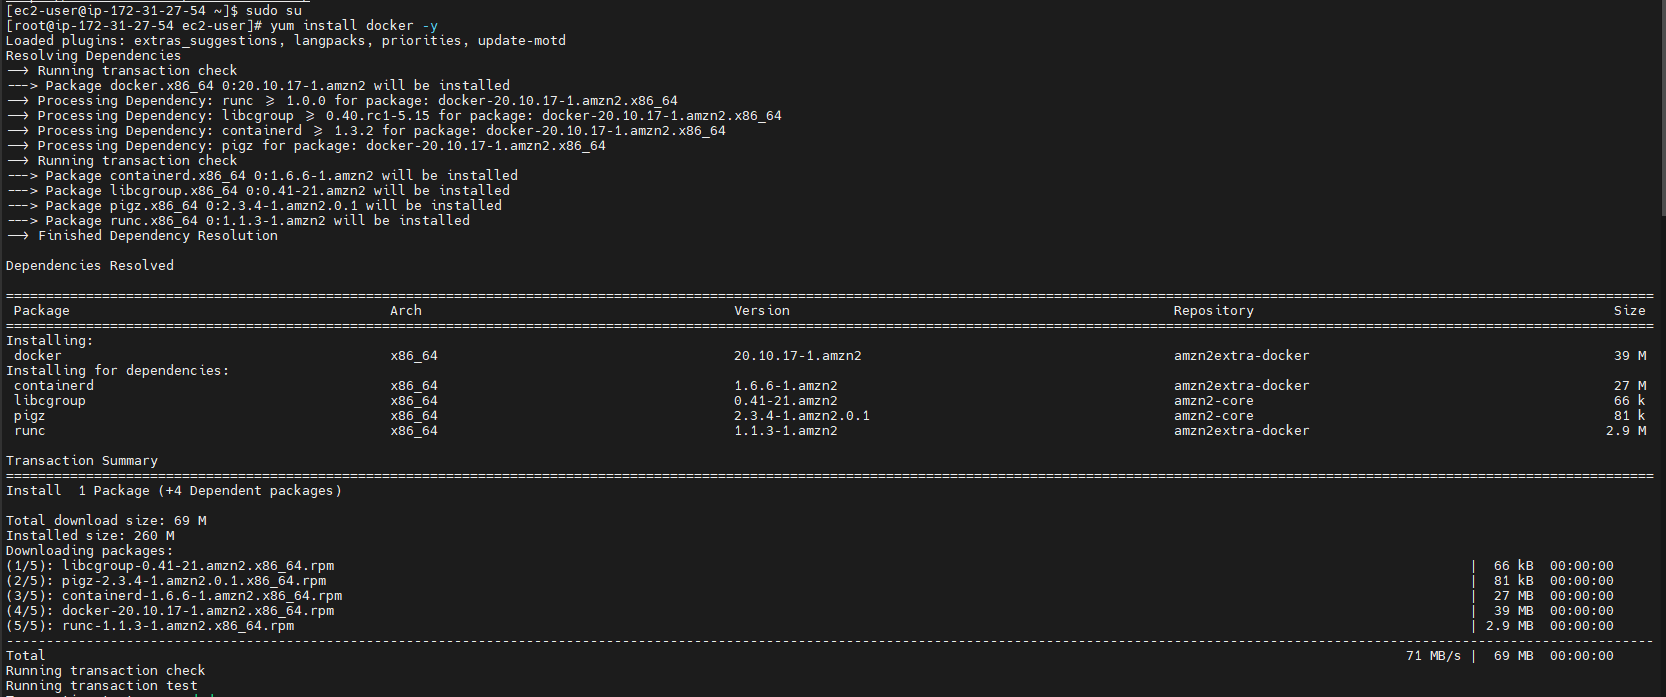 [ec2-user@ip-172-31-27-54 ~]$ sudo su
[root@ip-172-31-27-54 ec2-user]# yum install docker -y
Loaded plugins: extras_suggestions, langpacks, priorities, update-motd
Resolving Dependencies
--> Running transaction check
---> Package docker.x86_64 0:20.10.17-1.amzn2 will be installed
--> Processing Dependency: runc >= 1.0.0 for package: docker-20.10.17-1.amzn2.x86_64
--> Processing Dependency: libcgroup >= 0.40.rc1-5.15 for package: docker-20.10.17-1.amzn2.x86_64
--> Processing Dependency: containerd >= 1.3.2 for package: docker-20.10.17-1.amzn2.x86_64
--> Processing Dependency: pigz for package: docker-20.10.17-1.amzn2.x86_64
--> Running transaction check
---> Package containerd.x86_64 0:1.6.6-1.amzn2 will be installed
---> Package libcgroup.x86_64 0:0.41-21.amzn2 will be installed
---> Package pigz.x86_64 0:2.3.4-1.amzn2.0.1 will be installed
---> Package runc.x86_64 0:1.1.3-1.amzn2 will be installed
--> Finished Dependency Resolution
Dependencies Resolved
Package Arch Version Repository Size
Installing:
docker x86_64 20.10.17-1.amzn2 amzn2extra-docker 39 M
Installing for dependencies:
containerd x86_64 1.6.6-1.amzn2 amzn2extra-docker 27 M
libcgroup x86_64 0.41-21.amzn2 amzn2-core 66 k
pigz x86_64 2.3.4-1.amzn2.0.1 amzn2-core 81 k
runc x86_64 1.1.3-1.amzn2 amzn2extra-docker 2.9 M
Transaction Summary
Install  1 Package (+4 Dependent packages)
Total download size: 69 M
Installed size: 260 M
Downloading packages:
(1/5): libcgroup-0.41-21.amzn2.x86_64.rpm | 66 kB 00:00:00
(2/5): pigz-2.3.4-1.amzn2.0.1.x86_64.rpm | 81 kB 00:00:00
(3/5): containerd-1.6.6-1.amzn2.x86_64.rpm | 27 MB 00:00:00
(4/5): docker-20.10.17-1.amzn2.x86_64.rpm | 39 MB 00:00:00
(5/5): runc-1.1.3-1.amzn2.x86_64.rpm | 2.9 MB 00:00:00
Total 71 MB/s | 69 MB 00:00:00
Running transaction check
Running transaction test